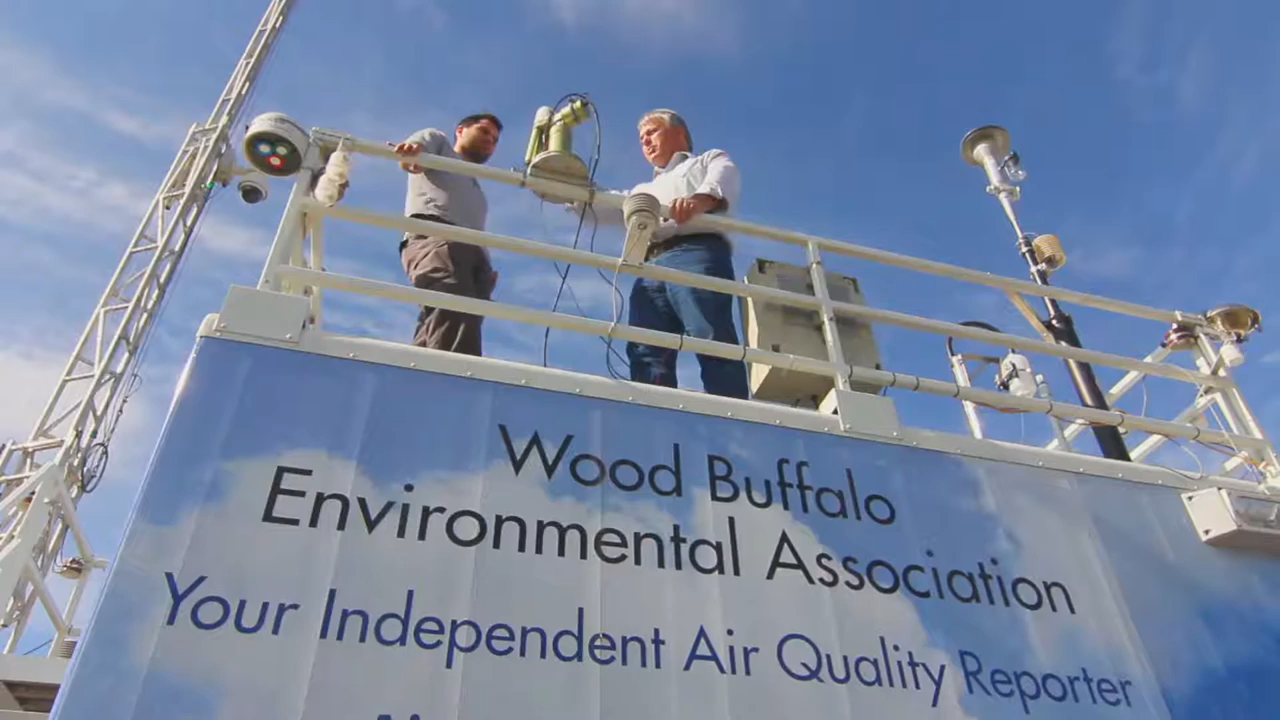 Wood Buffalo
Environmental Association
Your Independent Air Quality Reporter